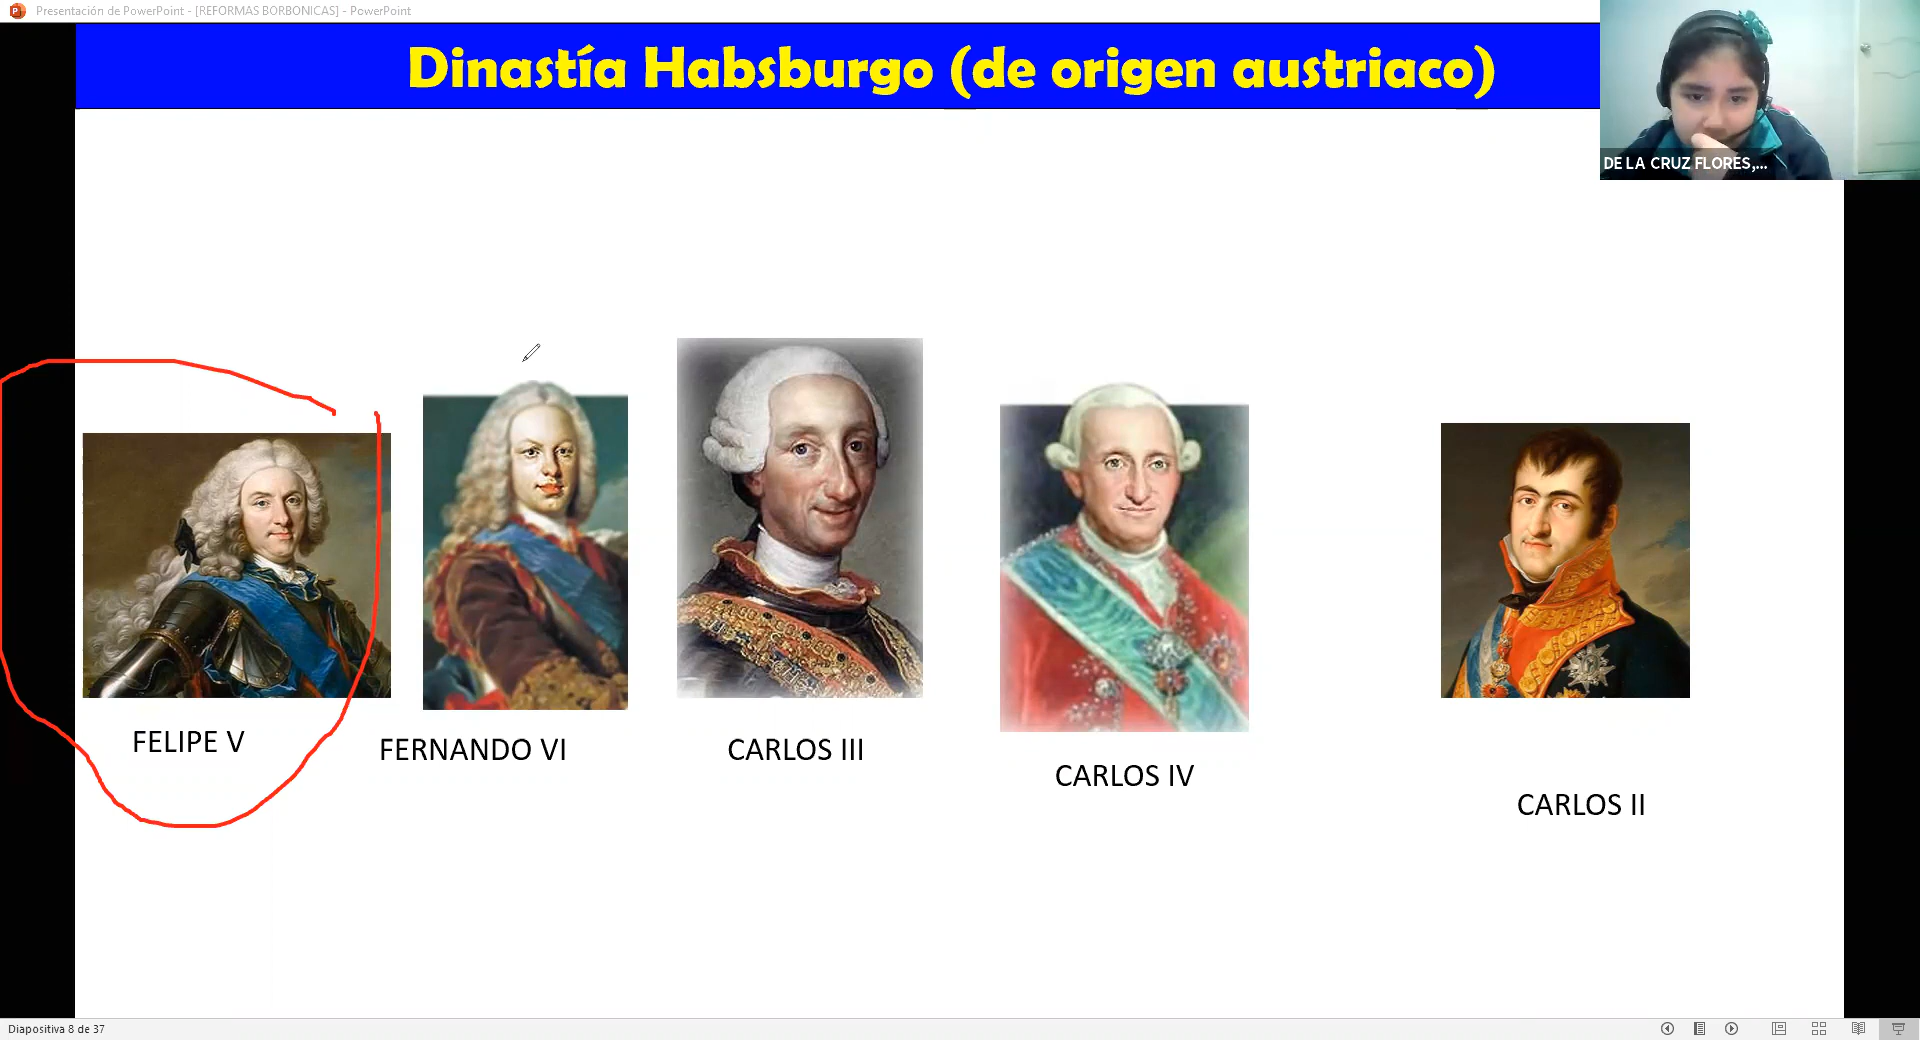 Presentación de PowerPoint - [REFORMAS BORBONICAS] - PowerPoint
Dinastía Habsburgo (de origen austriaco)
DE LA CRUZ FLORES,...
FELIPE V
FERNANDO VI
CARLOS III
CARLOS IV
CARLOS II
Diapositiva 8 de 37